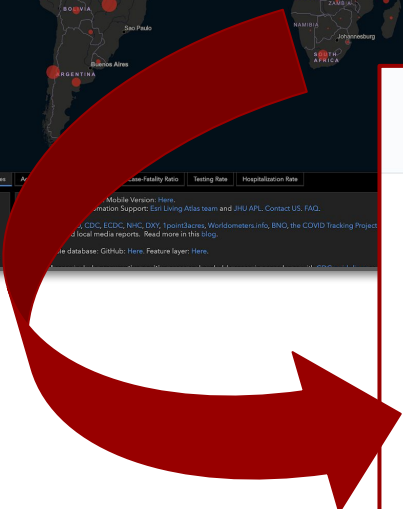 BOLIVIA
ZAMBIA
Sao Paulo
NAMIBIA
Johannesburg
SOUTH
AFRICA
Buenos Aires
ARGENTINA
Case-Fatality Ratio Testing Rate Hospitalization Rate
Mobile Version: Here.
Support: Esri Living Atlas team and JHU APL. Contact US. FAQ.
CDC, ECDC, NHC, DXY, 1point3acres, Worldometers.info, BNO, the COVID Tracking Project
local media reports. Read more in this blog.
database: GitHub: Here. Feature layer: Here.